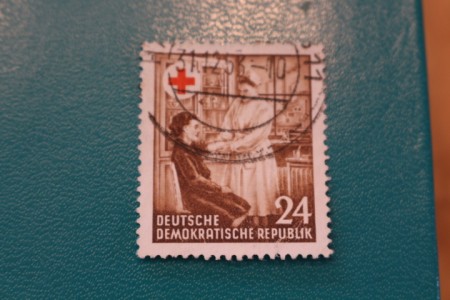 24
DEUTSCHE
DEMOKRATISCHE REPUBLIK